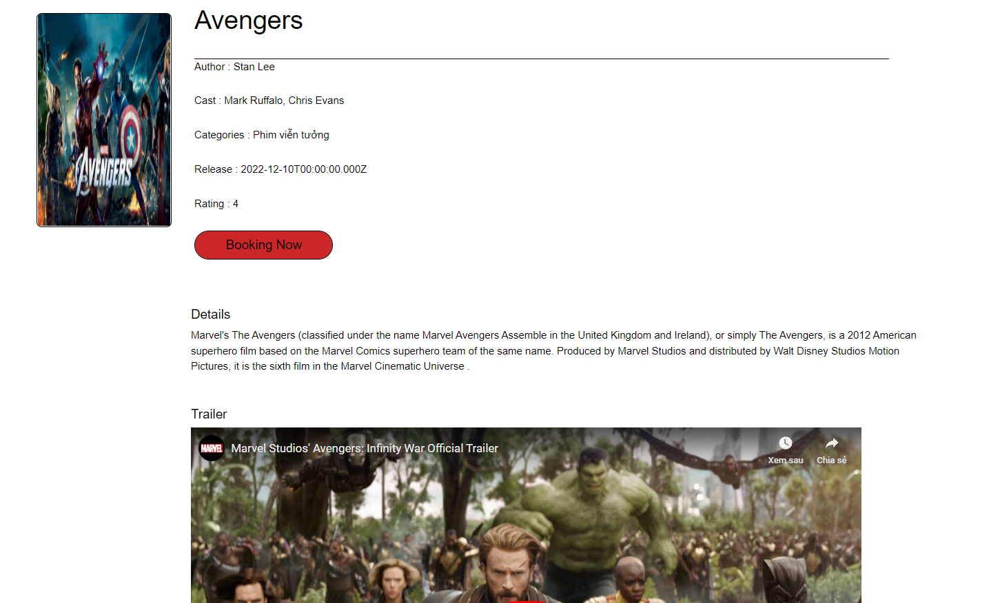 Avengers
MARVEL
AVENGERS
Author : Stan Lee
Cast : Mark Ruffalo, Chris Evans
Categories : Phim viễn tưởng
Release : 2022-12-10T00:00:00.000Z
Rating : 4
Booking Now
Details
Marvel's The Avengers (classified under the name Marvel Avengers Assemble in the United Kingdom and Ireland), or simply The Avengers, is a 2012 American
superhero film based on the Marvel Comics superhero team of the same name. Produced by Marvel Studios and distributed by Walt Disney Studios Motion
Pictures, it is the sixth film in the Marvel Cinematic Universe .
Trailer
MARVEL
Marvel Studios' Avengers: Infinity War Official Trailer
Xem sau
Chia sẻ